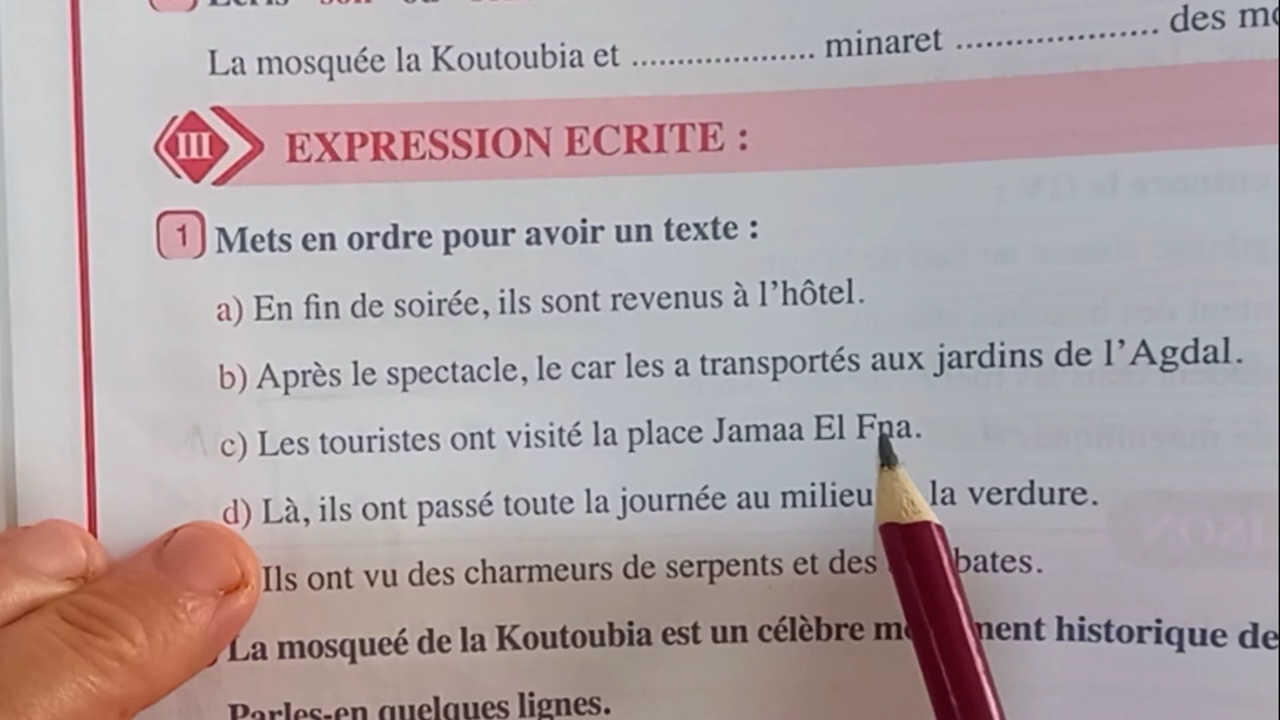 La mosquée la Koutoubia et .................. minaret .................... des
III EXPRESSION ECRITE :
1 Mets en ordre pour avoir un texte :
a) En fin de soirée, ils sont revenus à l'hôtel.
b) Après le spectacle, le car les a transportés aux jardins de l'Agdal.
c) Les touristes ont visité la place Jamaa El Fna.
d) Là, ils ont passé toute la journée au milieu la verdure.
Ils ont vu des charmeurs de serpents et des
La mosqueé de la Koutoubia est un célèbre historique de
Parles-en quelques lignes.